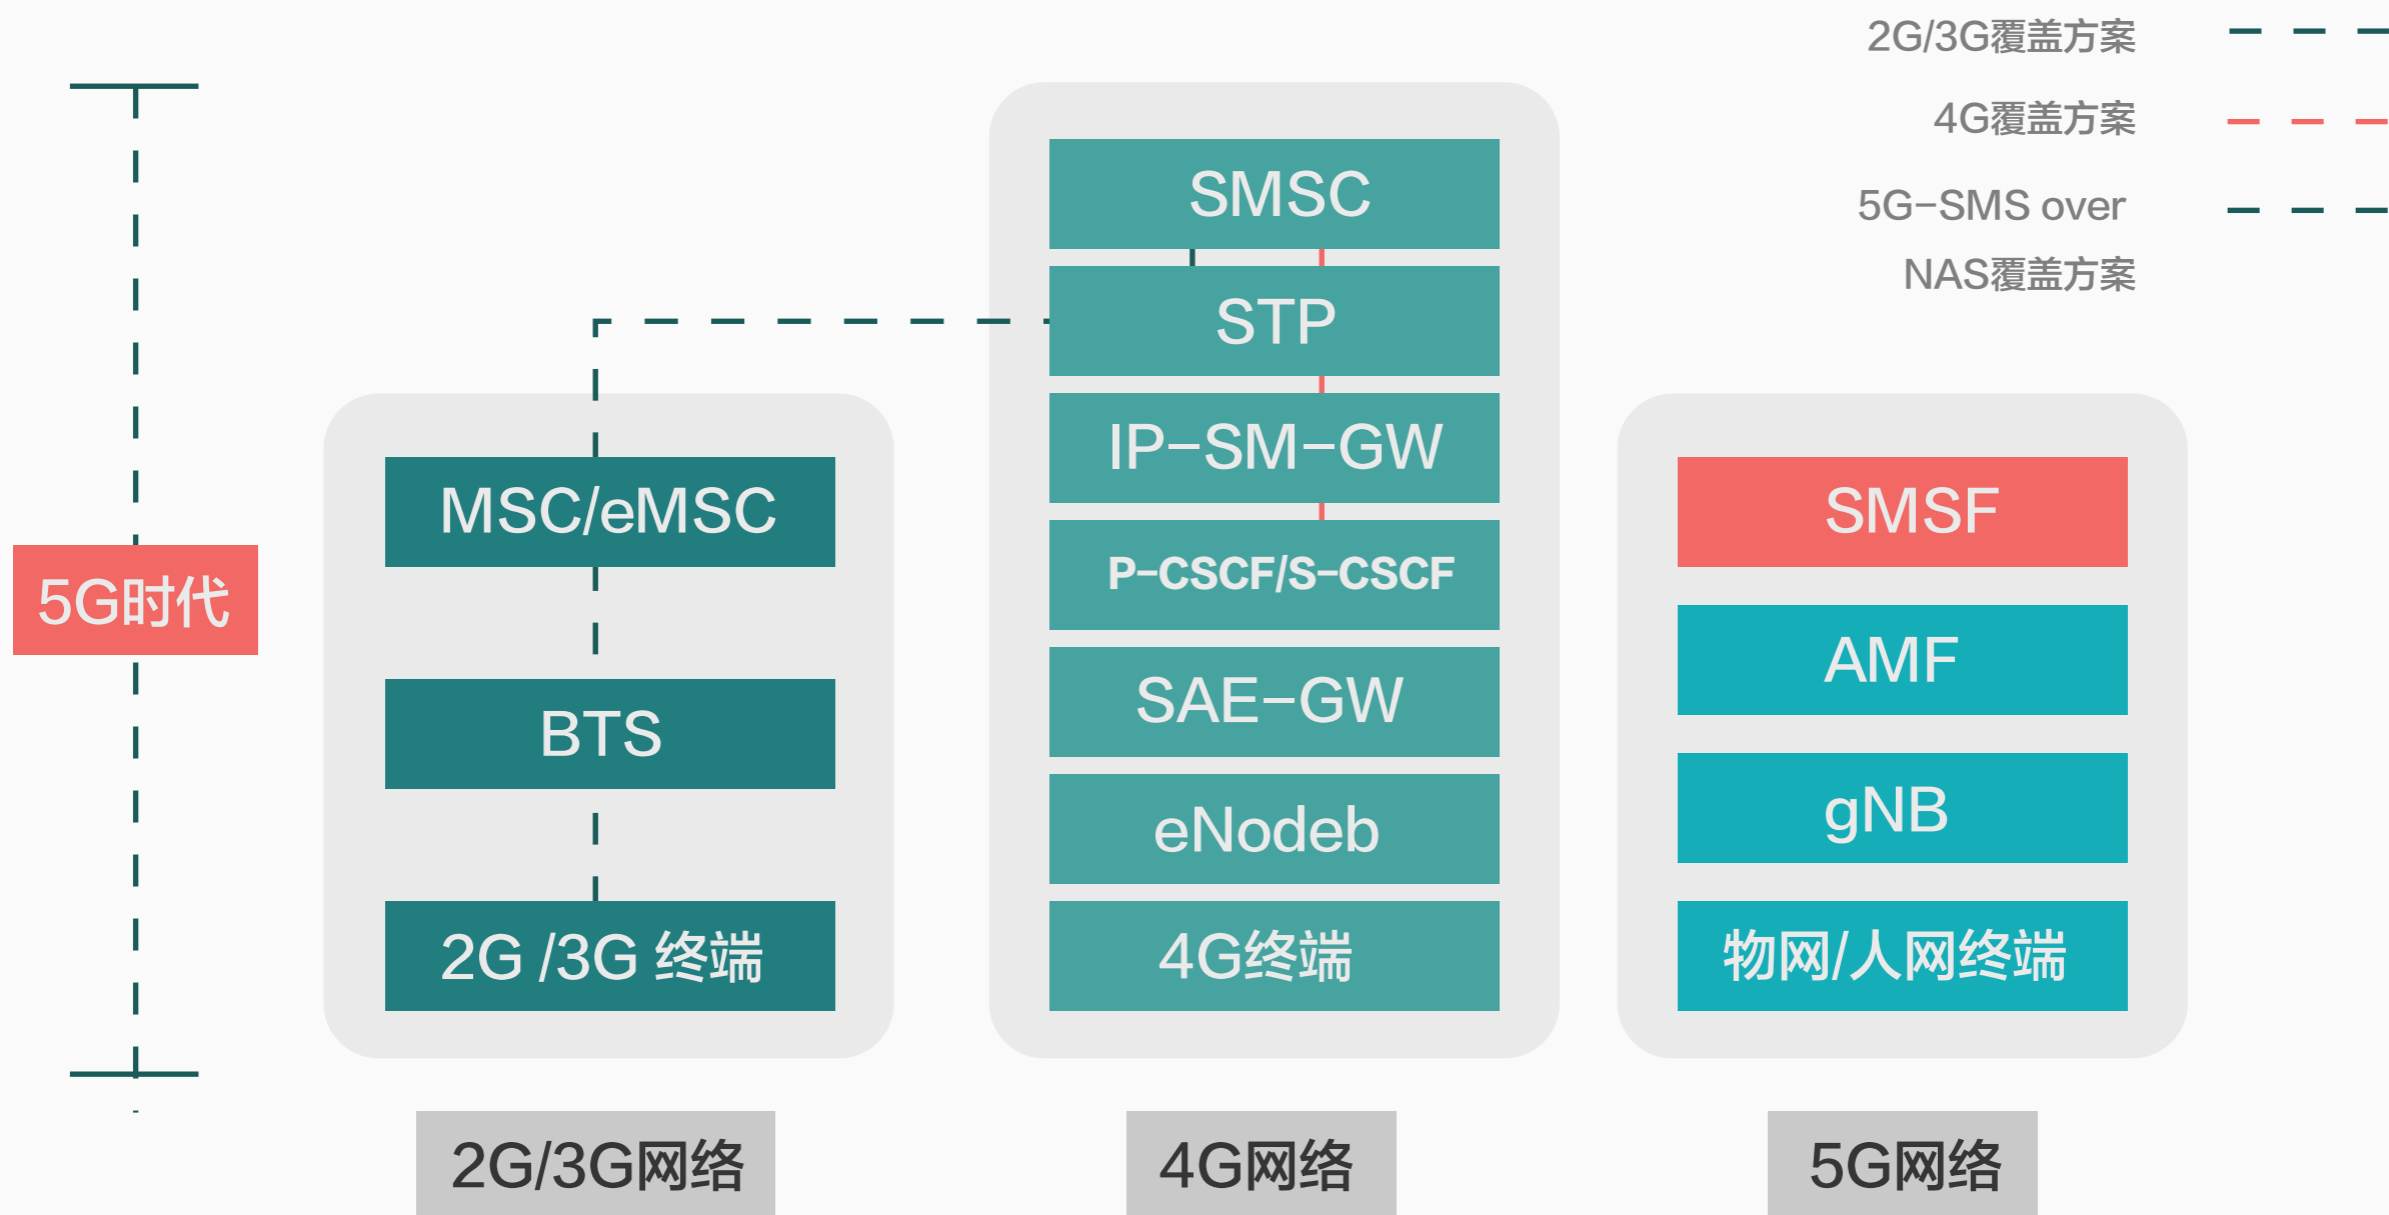 2G/3G覆盖方案
4G覆盖方案
5G-SMS over
NAS覆盖方案
5G时代
MSC/eMSC
BTS
2G /3G 终端
2G/3G网络
SMSC
STP
IP-SM-GW
P-CSCF/S-CSCF
SAE-GW
eNodeb
4G终端
4G网络
SMSF
AMF
gNB
物网/人网终端
5G网络